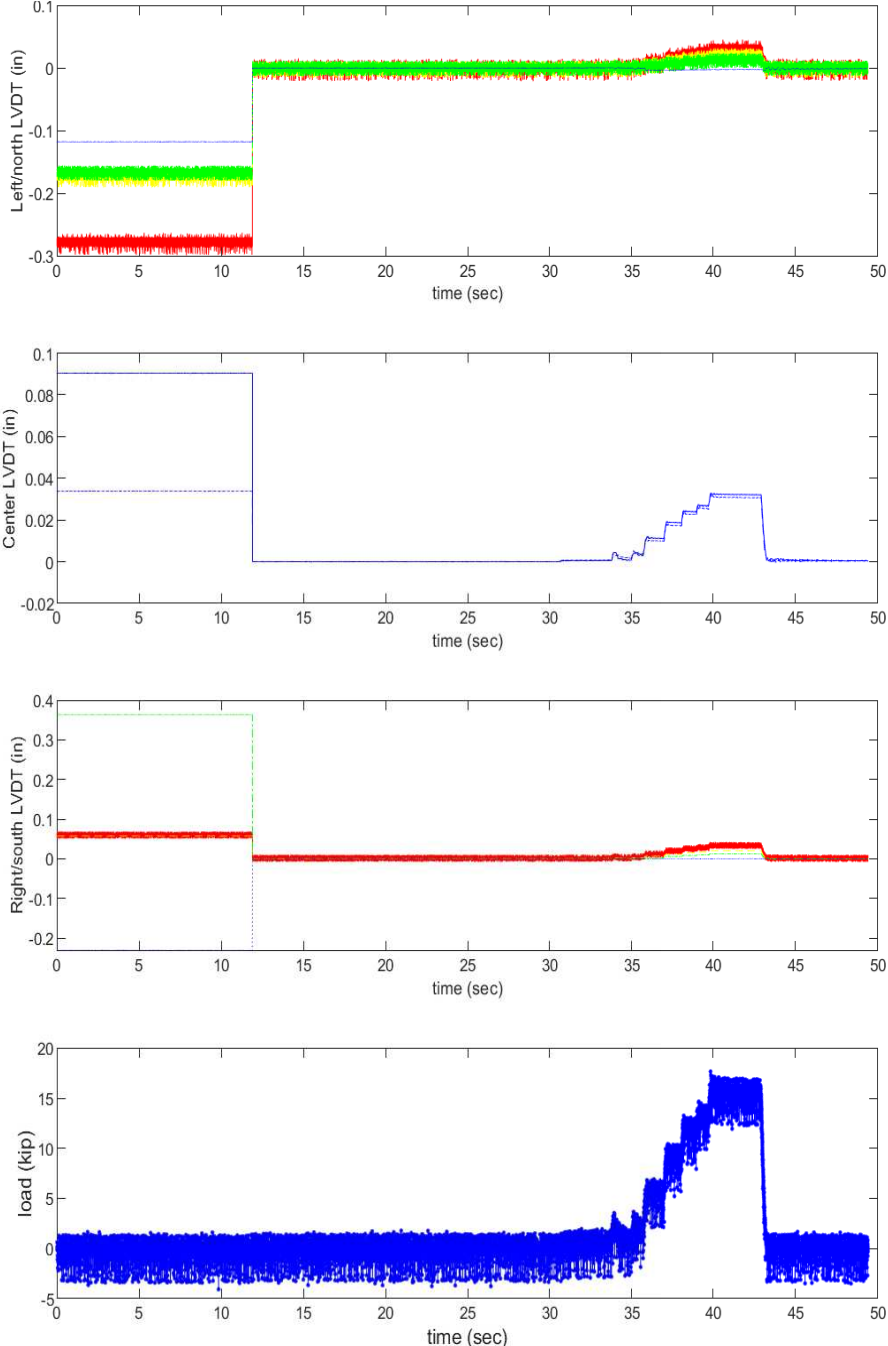 Left/north LVDT (in)
0.1
0
-0.1
-0.2
-0.3
0 5 10 15 20 25 30 35 40 45 50
time (sec)
Center LVDT (in)
0.1
0.08
0.06
0.04
0.02
0
-0.02
0 5 10 15 20 25 30 35 40 45 50
time (sec)
Right/south LVDT (in)
0.4
0.3
0.2
0.1
0
-0.1
-0.2
0 5 10 15 20 25 30 35 40 45 50
time (sec)
load (kip)
20
15
10
5
0
-5
0 5 10 15 20 25 30 35 40 45 50
time (sec)